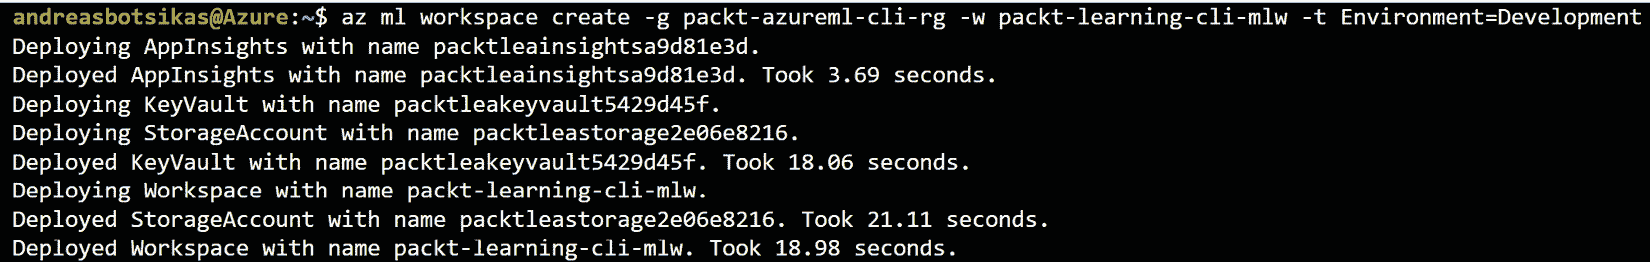 andreasbotsikas@Azure:~$ az ml workspace create -g packt-azureml-cli-rg -w packt-learning-cli-mlw -t Environment=Development
Deploying AppInsights with name packtleainsightsa9d81e3d.
Deployed AppInsights with name packtleainsightsa9d81e3d. Took 3.69 seconds.
Deploying KeyVault with name packtleakeyvault5429d45f.
Deploying StorageAccount with name packtleastorage2e06e8216.
Deployed KeyVault with name packtleakeyvault5429d45f. Took 18.06 seconds.
Deploying Workspace with name packt-learning-cli-mlw.
Deployed StorageAccount with name packtleastorage2e06e8216. Took 21.11 seconds.
Deployed Workspace with name packt-learning-cli-mlw. Took 18.98 seconds.